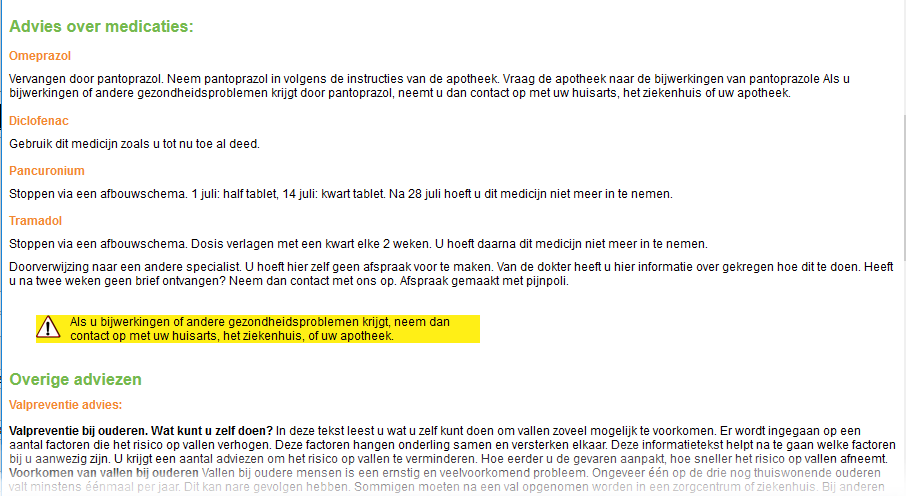 Advies over medicaties:
Omeprazol
Vervangen door pantoprazol. Neem pantoprazol in volgens de instructies van de apotheek. Vraag de apotheek naar de bijwerkingen van pantoprazole Als u
bijwerkingen of andere gezondheidsproblemen krijgt door pantoprazol, neemt u dan contact op met uw huisarts, het ziekenhuis of uw apotheek.
Diclofenac
Gebruik dit medicijn zoals u tot nu toe al deed.
Pancuronium
Stoppen via een afbouwschema. 1 juli: half tablet, 14 juli: kwart tablet. Na 28 juli hoeft u dit medicijn niet meer in te nemen.
Tramadol
Stoppen via een afbouwschema. Dosis verlagen met een kwart elke 2 weken. U hoeft daarna dit medicijn niet meer in te nemen.
Doorverwijzing naar een andere specialist. U hoeft hier zelf geen afspraak voor te maken. Van de dokter heeft u hier informatie over gekregen hoe dit te doen. Heeft
u na twee weken geen brief ontvangen? Neem dan contact met ons op. Afspraak gemaakt met pijnpoli.
Als u bijwerkingen of andere gezondheidsproblemen krijgt, neem dan
contact op met uw huisarts, het ziekenhuis, of uw apotheek.
Overige adviezen
Valpreventie advies:
Valpreventie bij ouderen. Wat kunt u zelf doen? In deze tekst leest u wat u zelf kunt doen om vallen zoveel mogelijk te voorkomen. Er wordt ingegaan op een
aantal factoren die het risico op vallen verhogen. Deze factoren hangen onderling samen en versterken elkaar. Deze informatietekst helpt na te gaan welke factoren
bij u aanwezig zijn. U krijgt een aantal adviezen om het risico op vallen te verminderen. Hoe eerder u de gevaren aanpakt, hoe sneller het risico op vallen afneemt.
Voorkomen van vallen bij ouderen Vallen bij oudere mensen is een ernstig en veelvoorkomend probleem. Ongeveer één op de drie nog thuiswonende ouderen
valt minstens éénmaal per jaar. Dit kan nare gevolgen hebben. Sommigen moeten na een val opgenomen worden in een zorgcentrum of ziekenhuis. Bij anderen